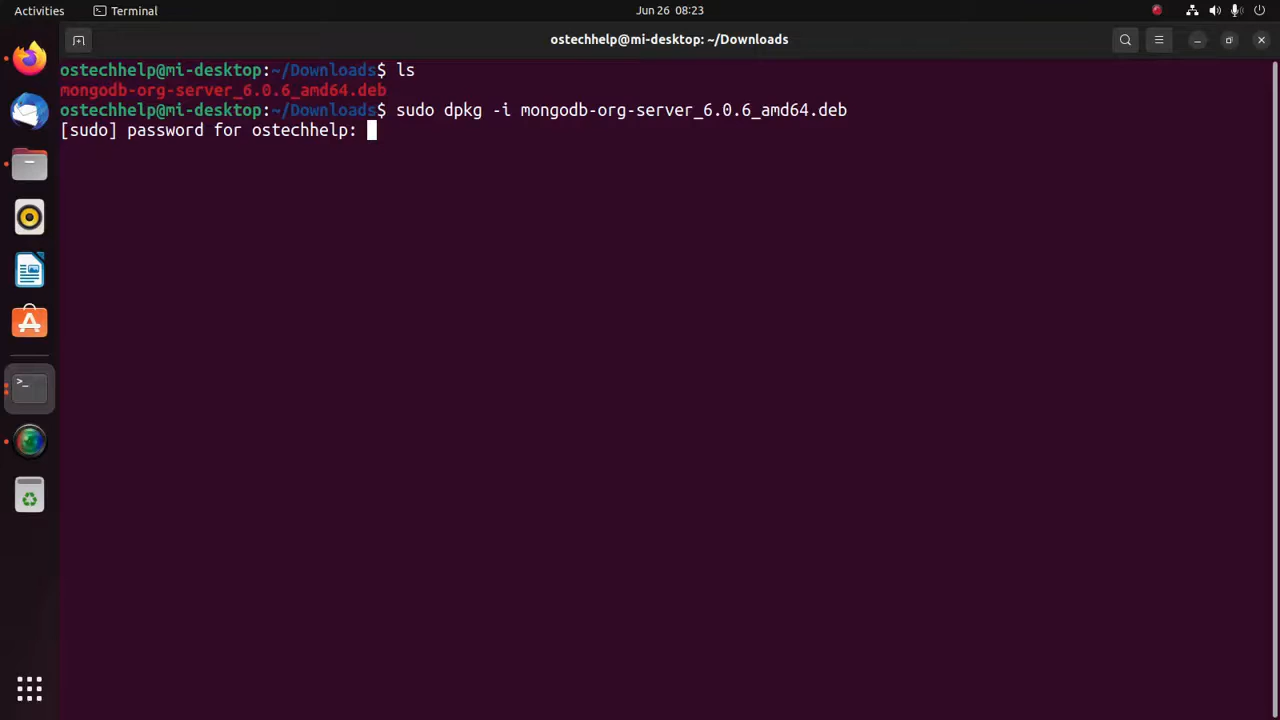 Activities Terminal Jun 26 08:23
ostechhelp@mi-desktop: ~/Downloads
ostechhelp@mi-desktop:~/Downloads$ ls
mongodb-org-server_6.0.6_amd64.deb
ostechhelp@mi-desktop:~/Downloads$ sudo dpkg -i mongodb-org-server_6.0.6_amd64.deb
[sudo] password for ostechhelp: